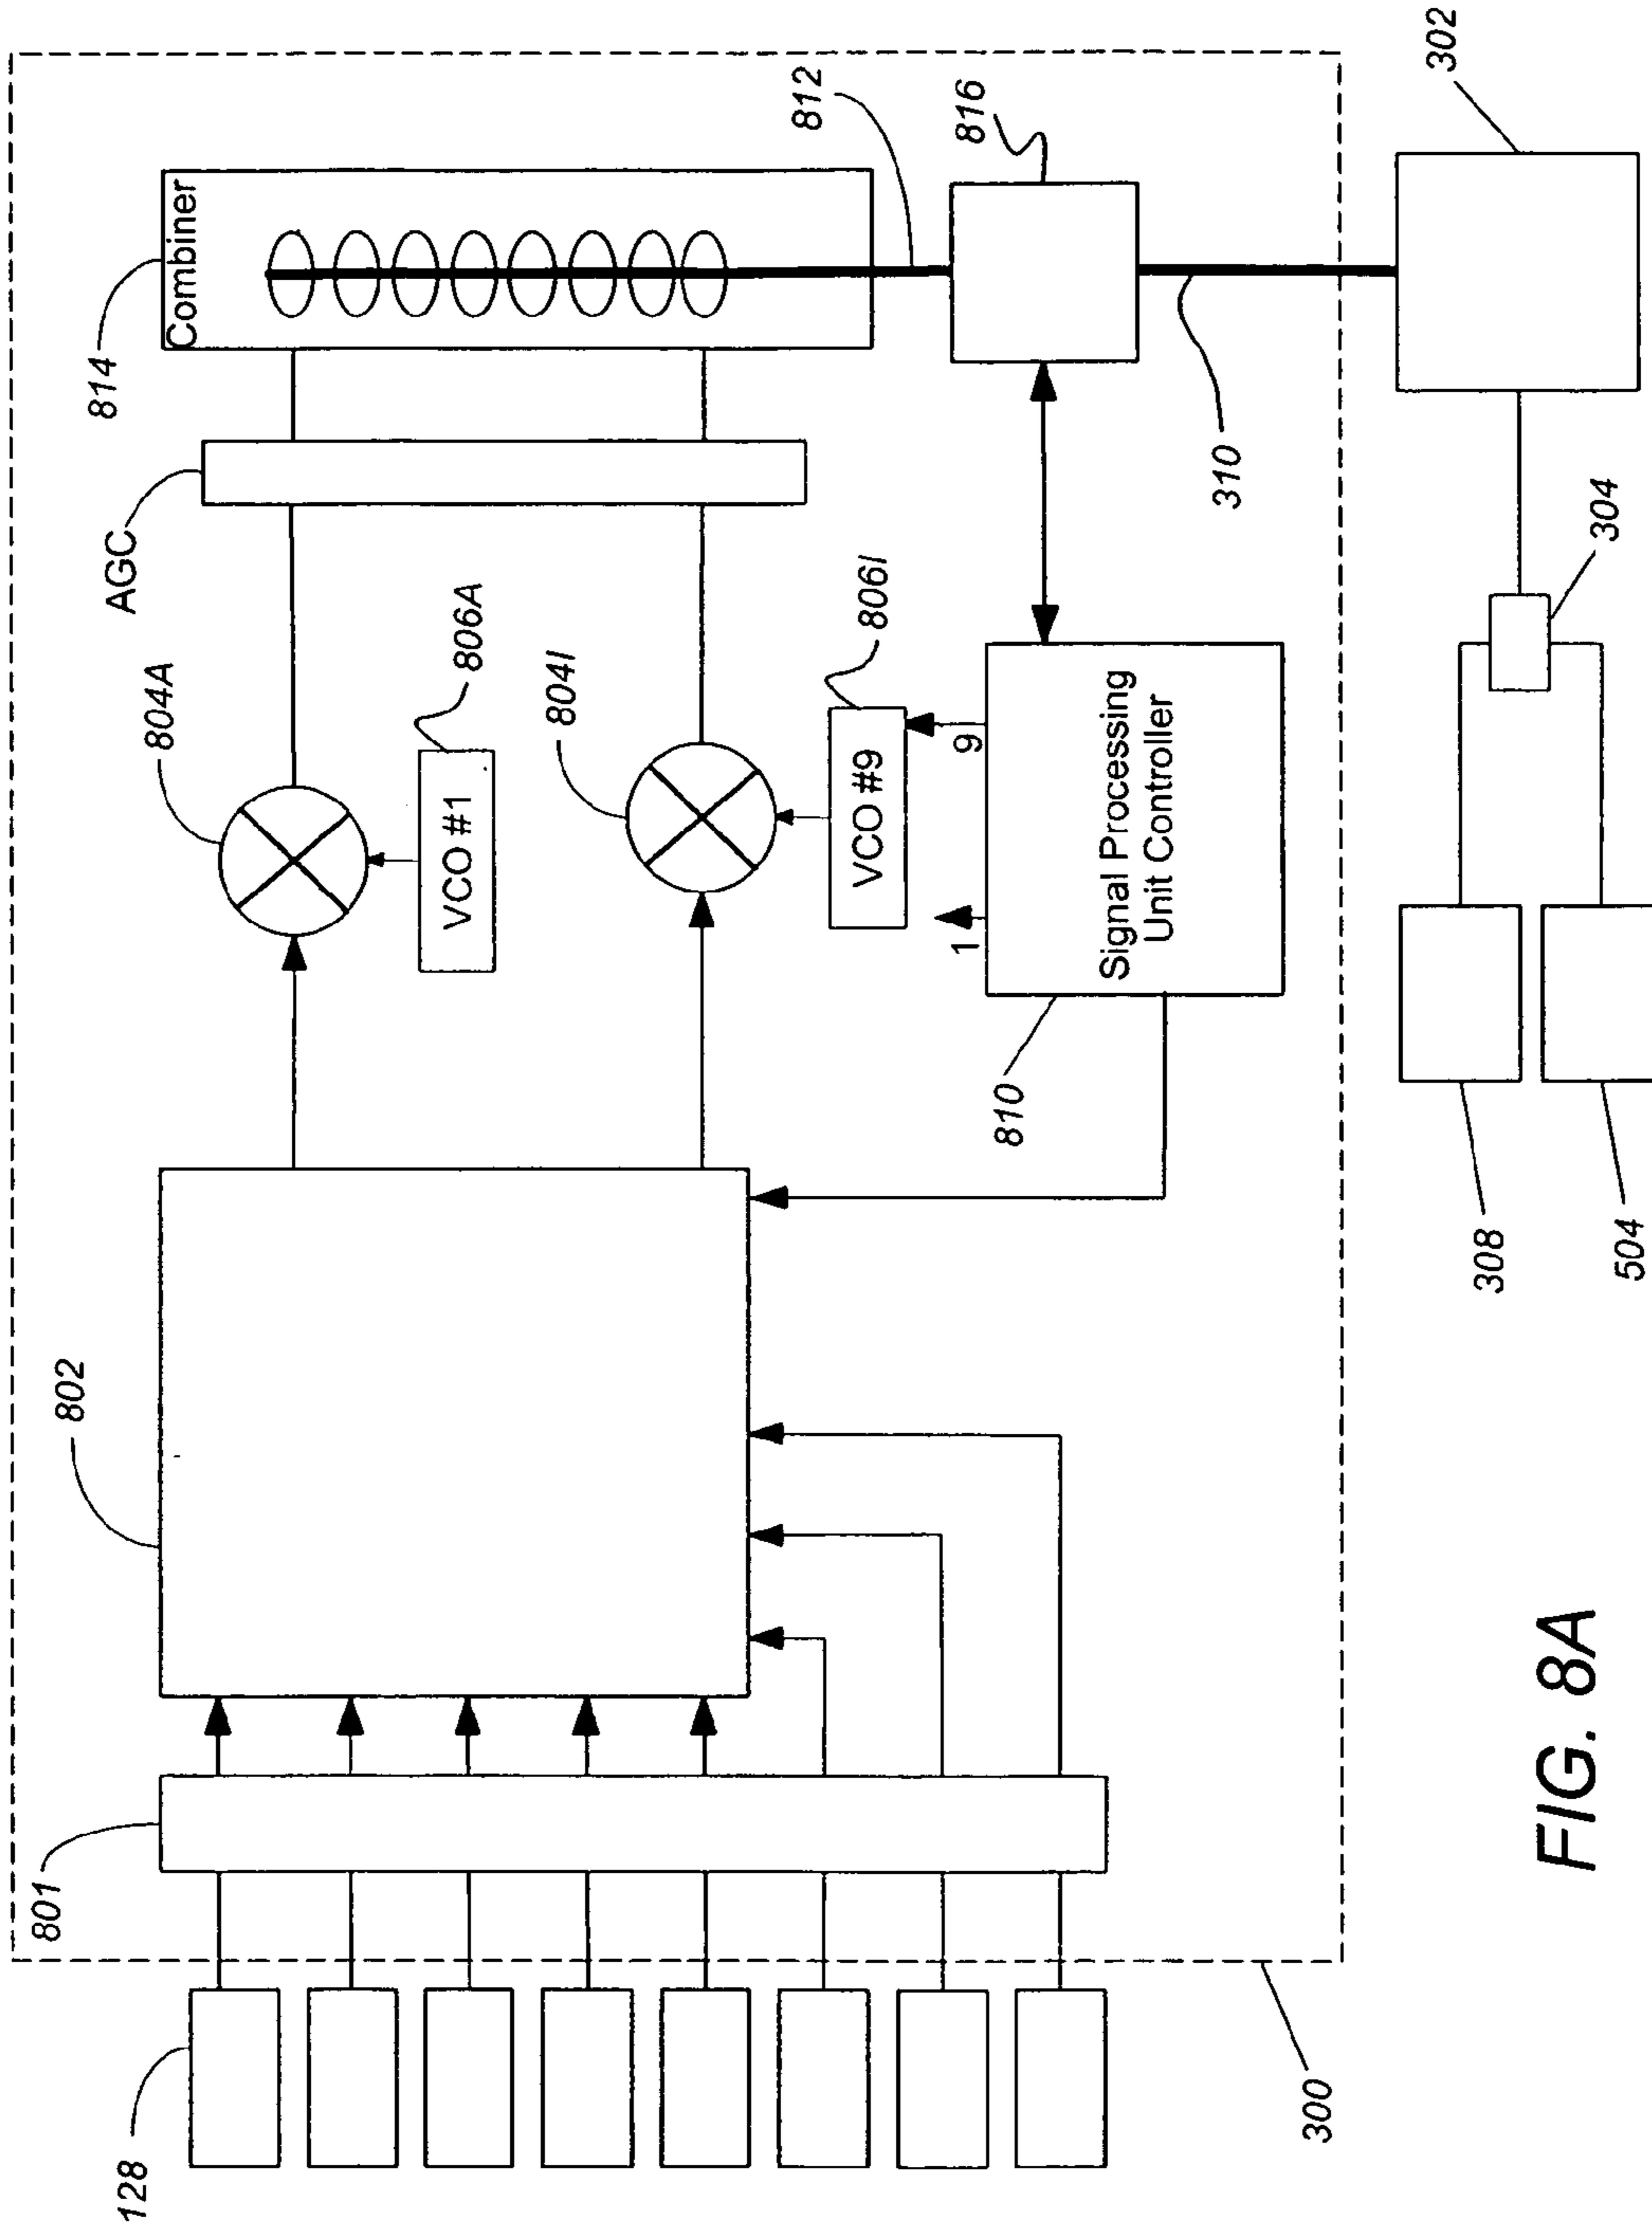 128
801
802
804A
AGC
814
Combiner
VCO #1
806A
804I
812
VCO #9
806I
816
1
9
Signal Processing
Unit Controller
810
310
302
300
304
308
504
FIG. 8A